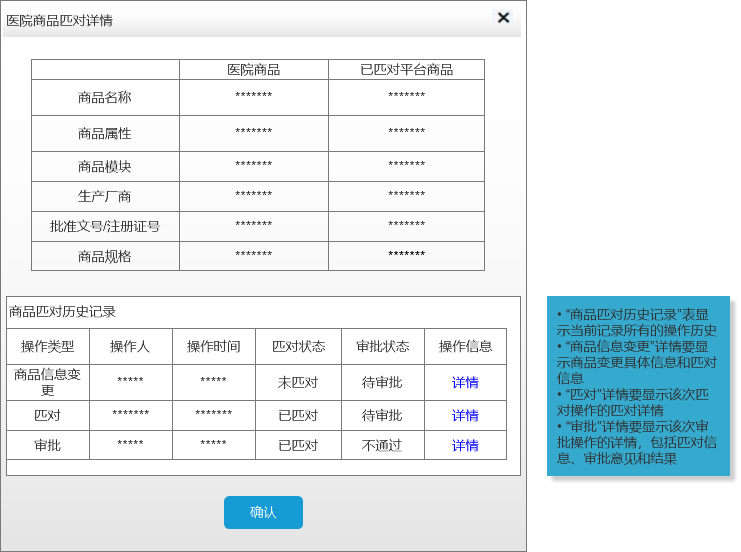 医院商品匹对详情
医院商品 已匹对平台商品
商品名称 ******* *******
商品属性 ******* *******
商品模块 ******* *******
生产厂商 ******* *******
批准文号/注册证号 ******* *******
商品规格 ******* *******
商品匹对历史记录
操作类型 操作人 操作时间 匹对状态 审批状态 操作信息
商品信息变
更 ***** ***** 未匹对 待审批 详情
匹对 ******* ******* 已匹对 待审批 详情
审批 ***** ***** 已匹对 不通过 详情
确认
• “商品匹对历史记录”表显
示当前记录所有的操作历史
• “商品信息变更”详情要显
示商品变更具体信息和匹对
信息
• “匹对”详情要显示该次匹
对操作的匹对详情
• “审批”详情要显示该次审
批操作的详情，包括匹对信
息、审批意见和结果